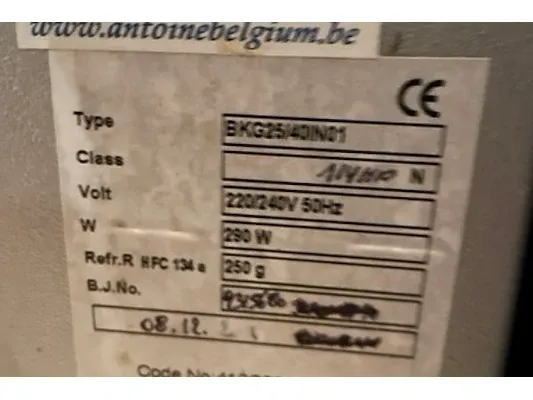 www.antoinebelgium.be
CE
Type BKG25/40IN01
Class N
Volt 220/240V 50Hz
W 290 W
Refr.R HFC 134 a 250 g
B.J.No.
08.12.
Code No: